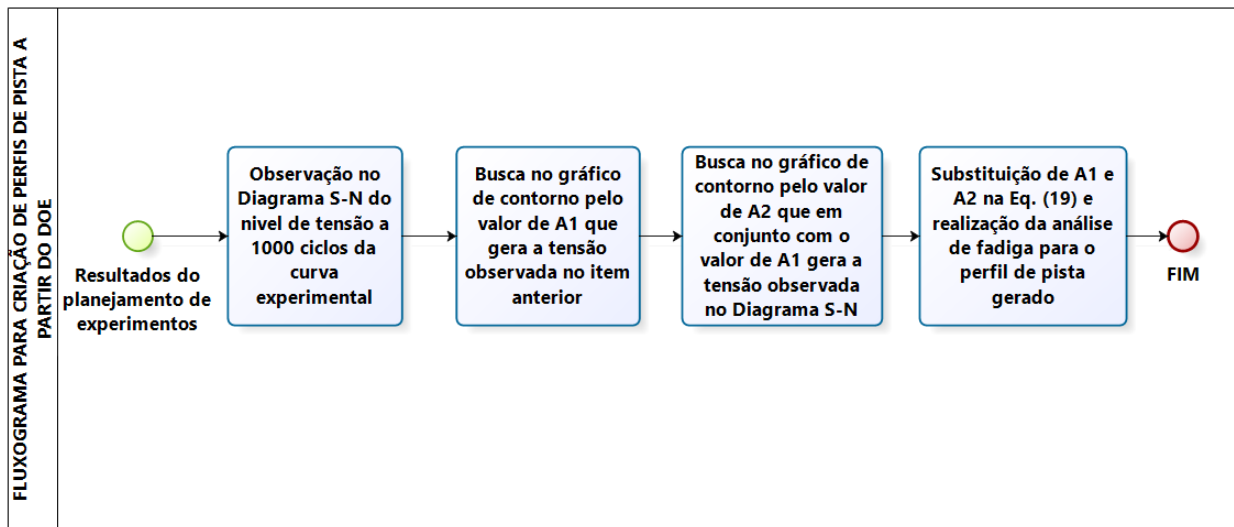 FLUXOGRAMA PARA CRIAÇÃO DE PERFIS DE PISTA A
PARTIR DO DOE
Resultados do
planejamento de
experimentos
Observação no
Diagrama S-N do
nivel de tensão a
1000 ciclos da
curva
experimental
Busca no gráfico
de contorno pelo
valor de A1 que
gera a tensão
observada no item
anterior
Busca no gráfico de
contorno pelo valor
de A2 que em
conjunto com o
valor de A1 gera a
tensão observada
no Diagrama S-N
Substituição de A1 e
A2 na Eq. (19) e
realização da análise
de fadiga para o
perfil de pista
gerado
FIM